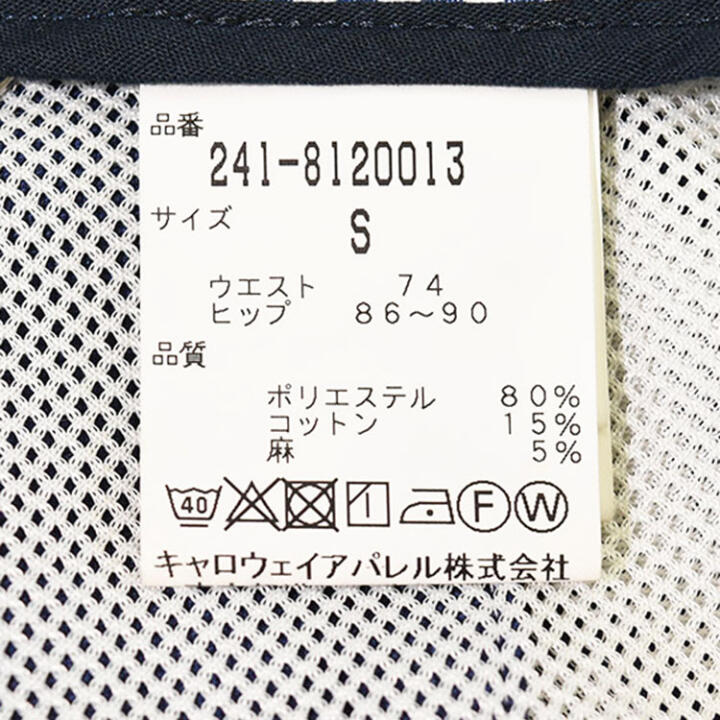 品番
241-8120013
サイズ
S
ウエスト 74
ヒップ 86～90
品質
ポリエステル 80%
コットン 15%
麻 5%
40 F W
キャロウェイアパレル株式会社